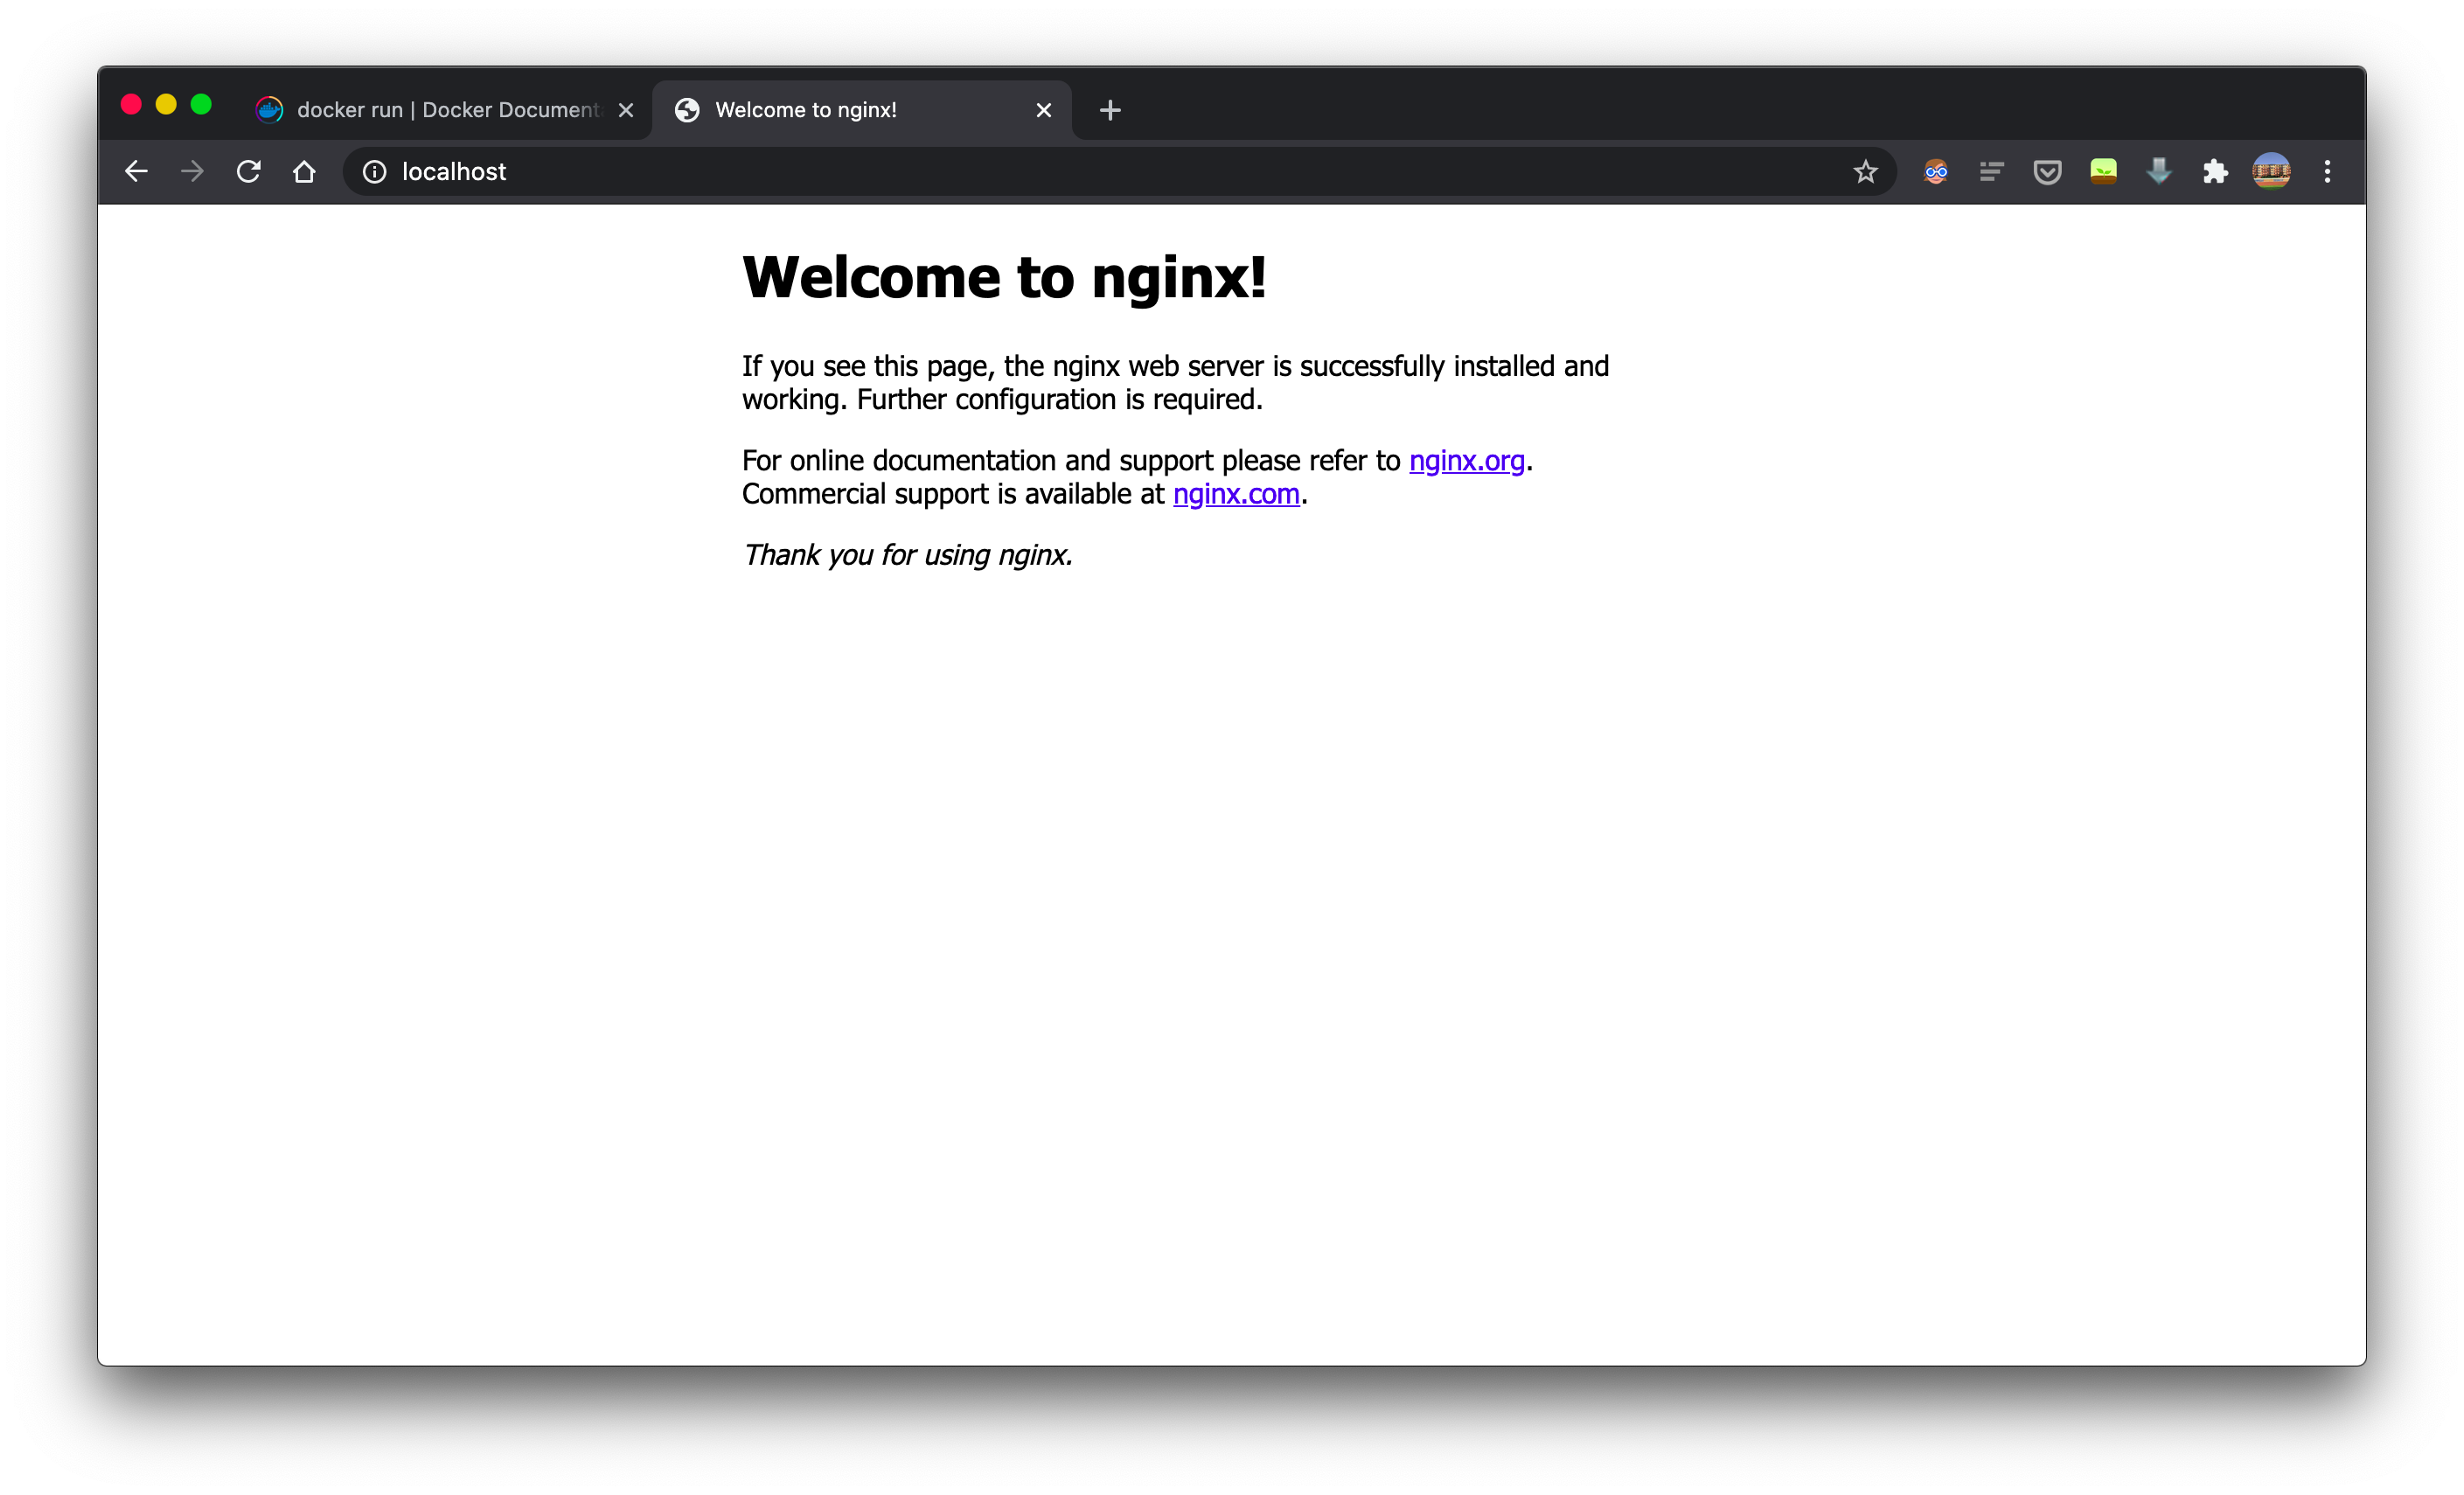 docker run | Docker Document
Welcome to nginx!
localhost
Welcome to nginx!
If you see this page, the nginx web server is successfully installed and
working. Further configuration is required.
For online documentation and support please refer to nginx.org.
Commercial support is available at nginx.com.
Thank you for using nginx.